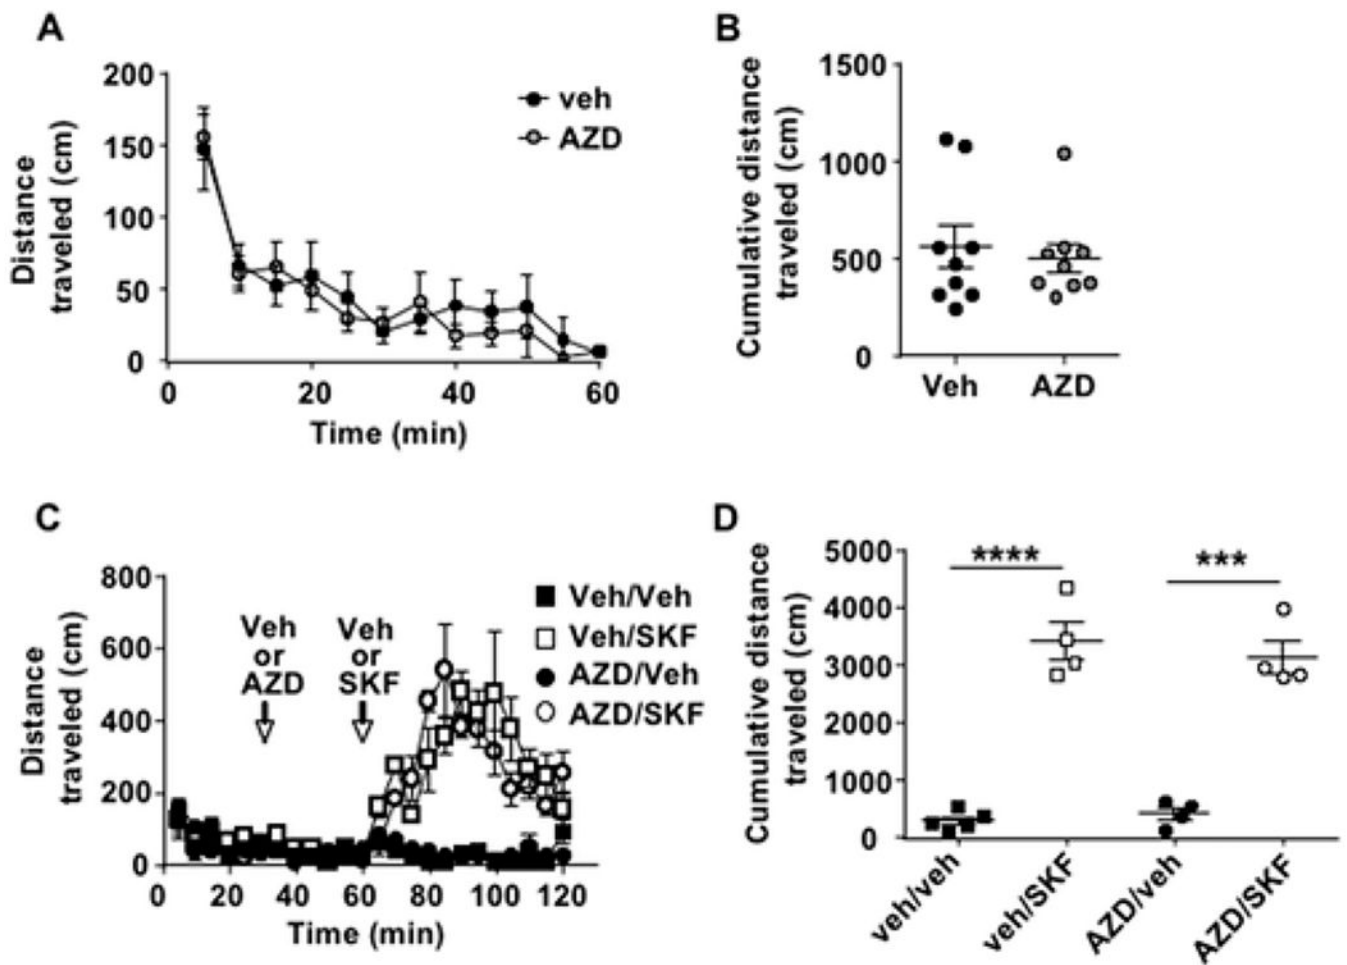 A
Distance
traveled (cm)
200
150
100
50
0
veh
AZD
0
20
40
60
Time (min)
B
Cumulative distance
traveled (cm)
1500
1000
500
0
Veh
AZD
C
Distance
traveled (cm)
800
600
400
200
0
Veh
or
AZD
Veh
or
SKF
Veh/Veh
Veh/SKF
AZD/Veh
AZD/SKF
0
20
40
60
80
100
120
Time (min)
D
Cumulative distance
traveled (cm)
5000
4000
3000
2000
1000
0
****
***
veh/veh
veh/SKF
AZD/veh
AZD/SKF